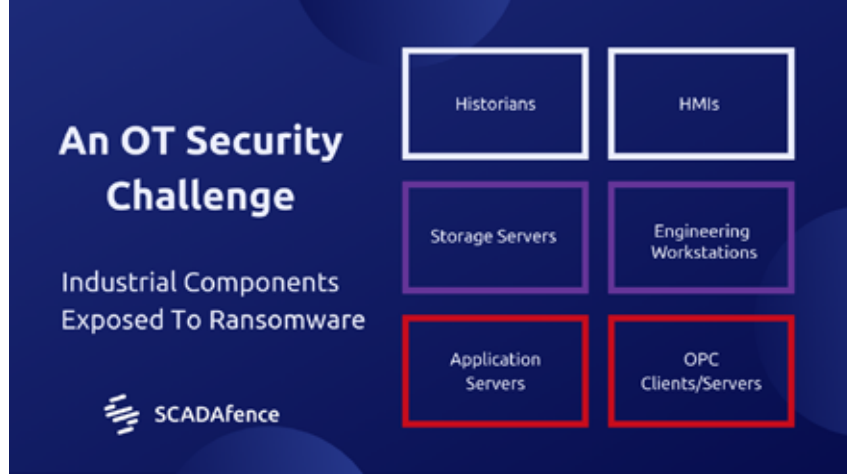 An OT Security
Challenge
Industrial Components
Exposed To Ransomware
SCADAfence
Historians
HMIs
Storage Servers
Engineering
Workstations
Application
Servers
OPC
Clients/Servers